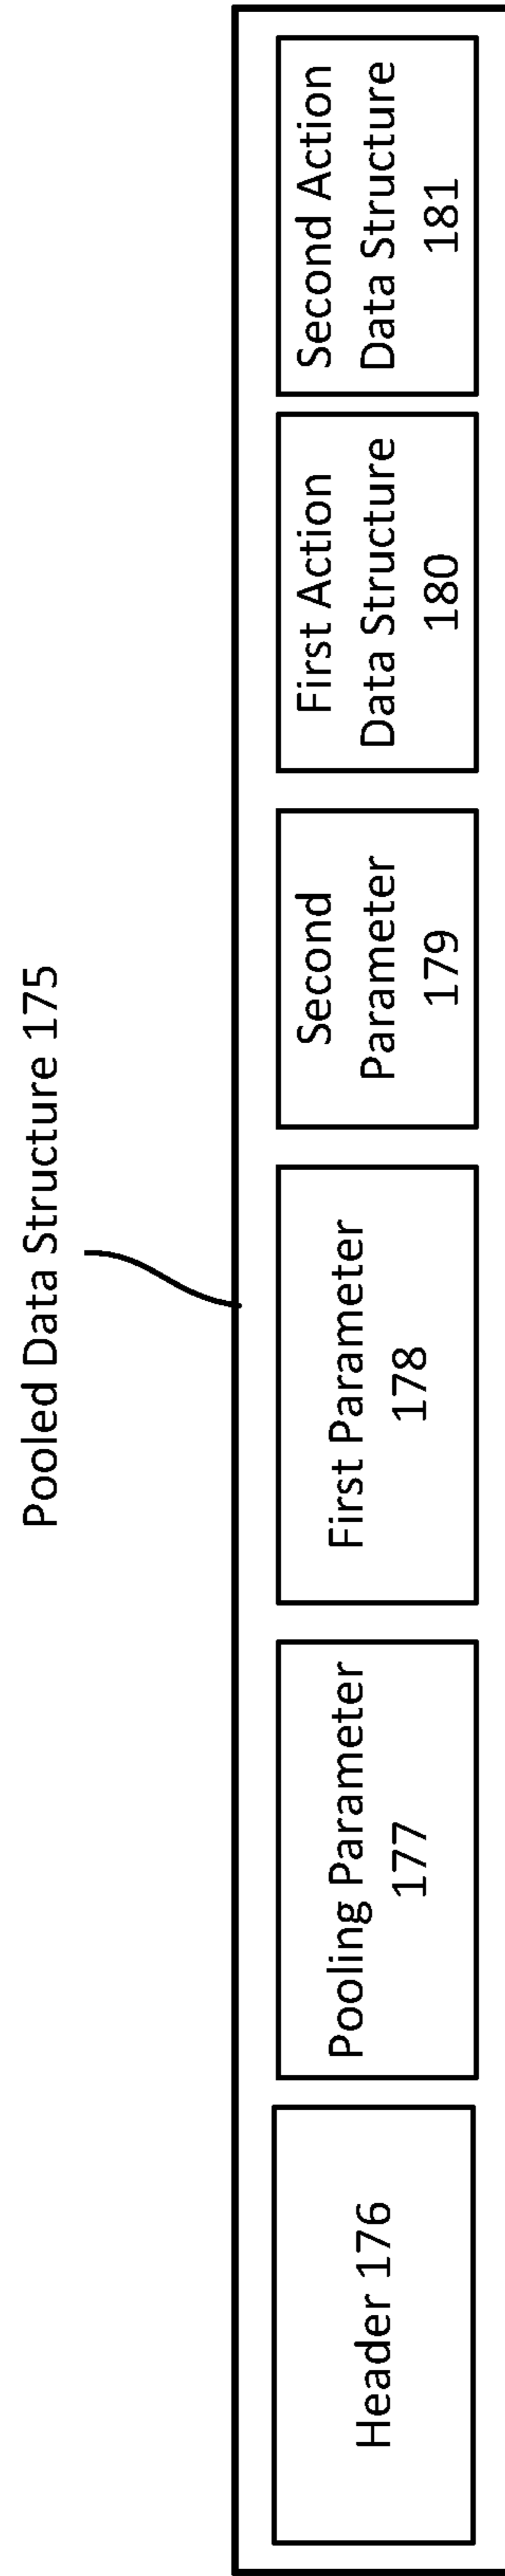 Pooled Data Structure 175
Header 176
Pooling Parameter
177
First Parameter
178
Second
Parameter
179
First Action
Data Structure
180
Second Action
Data Structure
181